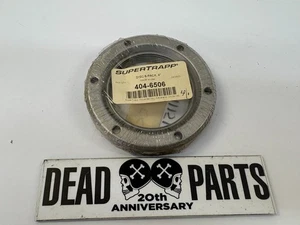 SUPERTRAPP
404-6506
DEAD PARTS
20th
ANNIVERSARY